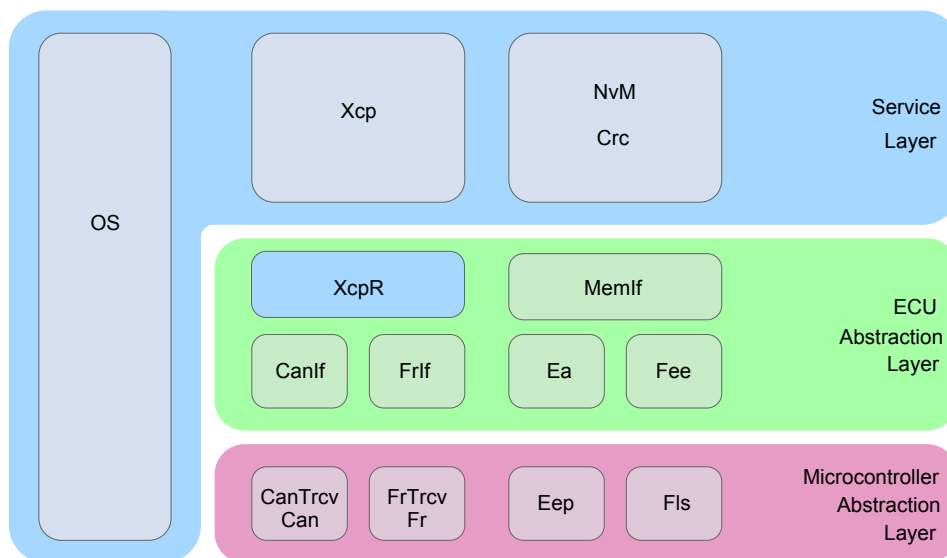 OS
Xcp
NvM
Crc
Service
Layer
XcpR
MemIf
CanIf
FrIf
Ea
Fee
ECU
Abstraction
Layer
CanTrcv
Can
FrTrcv
Fr
Eep
Fls
Microcontroller
Abstraction
Layer